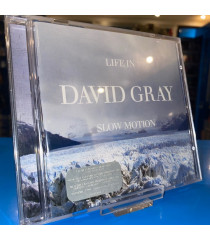 LIFE IN
DAVID GRAY
SLOW MOTION